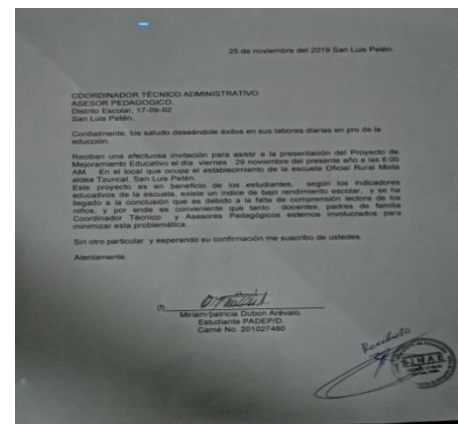 25 de noviembre del 2019 San Luis Petén.
COORDINADOR TÉCNICO ADMINISTRATIVO
ASESOR PEDAGOGICO.
Distrito Escolar, 17-09-02
San Luis Petén.
Cordialmente, los saludo deseándole éxitos en sus labores diarias en pro de la
educción.
Reciban una afectuosa invitación para asistir a la presentación del Proyecto de
Mejoramiento Educativo el día viernes 29 noviembre del presente año a las 8:00
AM. En el local que ocupa el establecimiento de la escuela Oficial Rural Mixta
aldea Tzuncal, San Luis Petén.
Este proyecto es en beneficio de los estudiantes, según los indicadores
educativos de la escuela, existe un índice de bajo rendimiento escolar, y se ha
llegado a la conclusión que es debido a la falta de comprensión lectora de los
niños, y por ende es conveniente que tanto docentes, padres de familia
Coordinador Técnico y Asesores Pedagógicos estemos involucrados para
minimizar esta problemática.
Sin otro particular y esperando su confirmación me suscribo de ustedes.
Atentamente.
(f)
Miriam patricia Dubon Arévalo.
Estudiante PADEP/D.
Carné No. 201027460
Recibido
SINAE